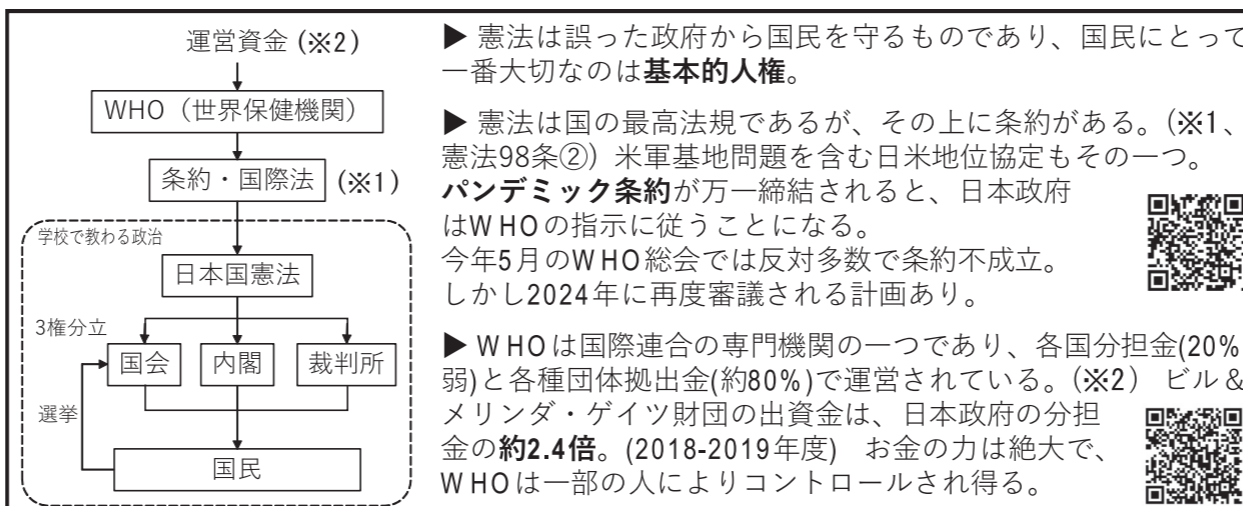 運営資金 (※2)
WHO（世界保健機関）
条約・国際法 (※1)
学校で教わる政治
日本国憲法
3権分立
国会 内閣 裁判所
選挙
国民
▶ 憲法は誤った政府から国民を守るものであり、国民にとって
一番大切なのは基本的人権。
▶ 憲法は国の最高法規であるが、その上に条約がある。(※1、
憲法98条②) 米軍基地問題を含む日米地位協定もその一つ。
パンデミック条約が万一締結されると、日本政府
はWHOの指示に従うことになる。
今年5月のWHO総会では反対多数で条約不成立。
しかし2024年に再度審議される計画あり。
▶ WHOは国際連合の専門機関の一つであり、各国分担金(20%
弱)と各種団体拠出金(約80%)で運営されている。(※2) ビル＆
メリンダ・ゲイツ財団の出資金は、日本政府の分担
金の約2.4倍。(2018-2019年度) お金の力は絶大で、
WHOは一部の人によりコントロールされ得る。